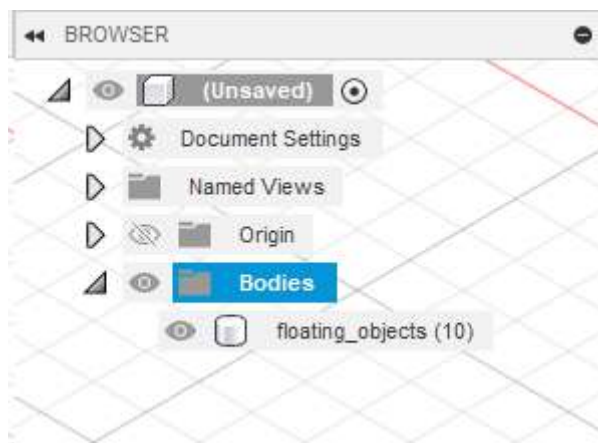 BROWSER
(Unsaved)
Document Settings
Named Views
Origin
Bodies
floating_objects (10)